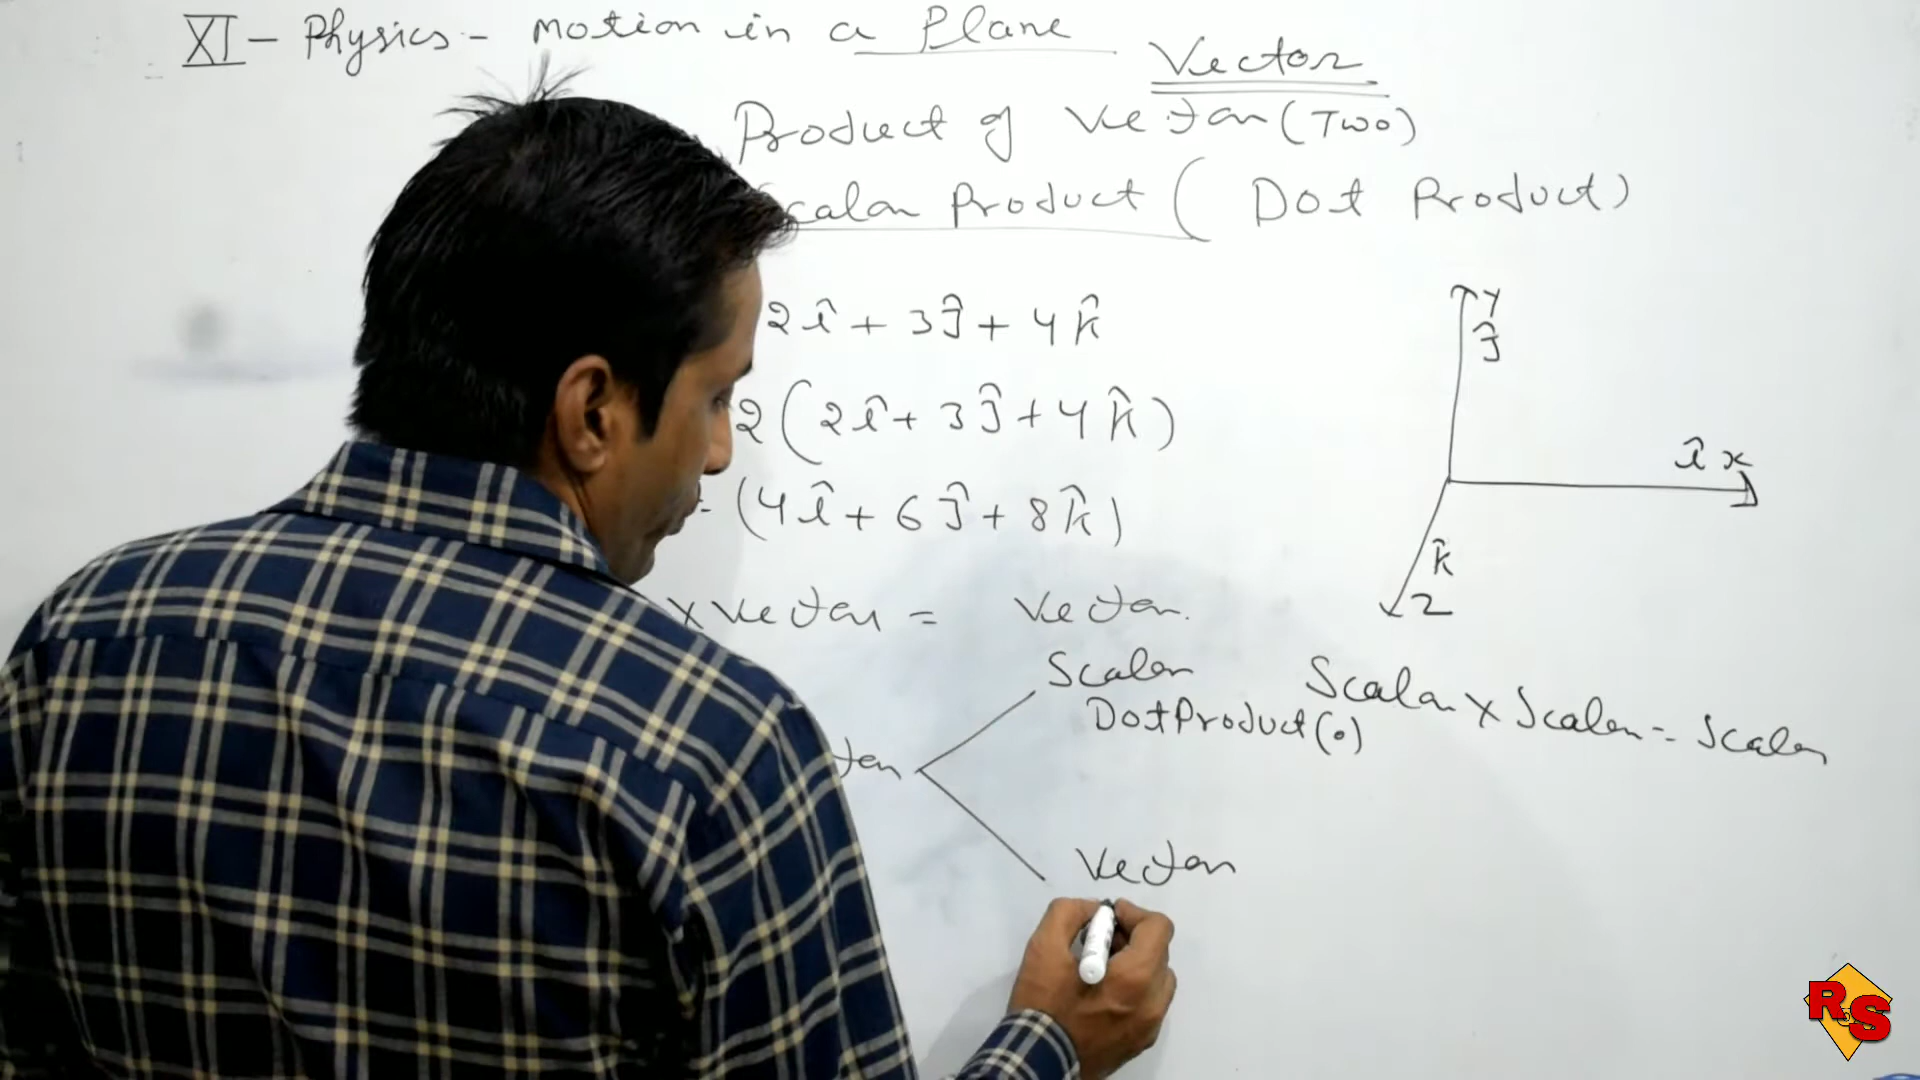 XI - Physics - motion in a Plane
Vector
Product of Vector (Two)
Scalar Product ( Dot Product)
2î + 3ĵ + 4k̂
2 ( 2î + 3ĵ + 4k̂ )
= (4î + 6ĵ + 8k̂)
y
ĵ
î x
k̂
z
x Vector = Vector.
Scalar
Dot Product (•)
Scalar x Scalar = Scalar
Vector
RS